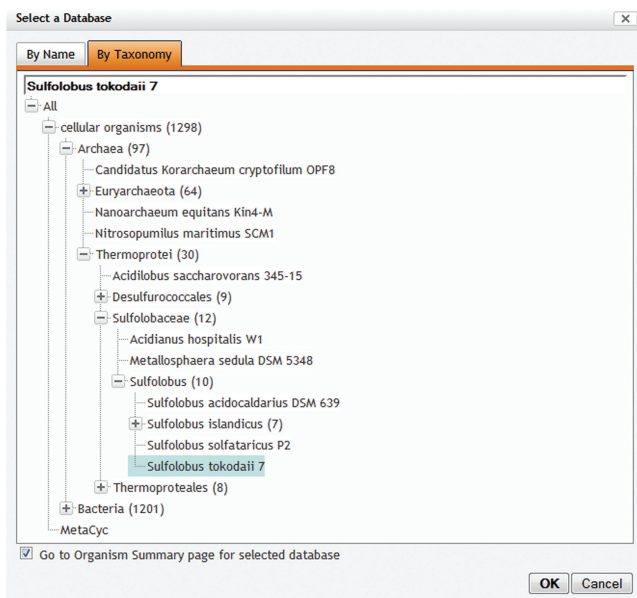 Select a Database
By Name By Taxonomy
Sulfolobus tokodaii 7
All
cellular organisms (1298)
Archaea (97)
Candidatus Korarchaeum cryptofilum OPF8
Euryarchaeota (64)
Nanoarchaeum equitans Kin4-M
Nitrosopumilus maritimus SCM1
Thermoprotei (30)
Acidilobus saccharovorans 345-15
Desulfurococcales (9)
Sulfolobaceae (12)
Acidianus hospitalis W1
Metallosphaera sedula DSM 5348
Sulfolobus (10)
Sulfolobus acidocaldarius DSM 639
Sulfolobus islandicus (7)
Sulfolobus solfataricus P2
Sulfolobus tokodaii 7
Thermoproteales (8)
Bacteria (1201)
MetaCyc
Go to Organism Summary page for selected database
OK Cancel